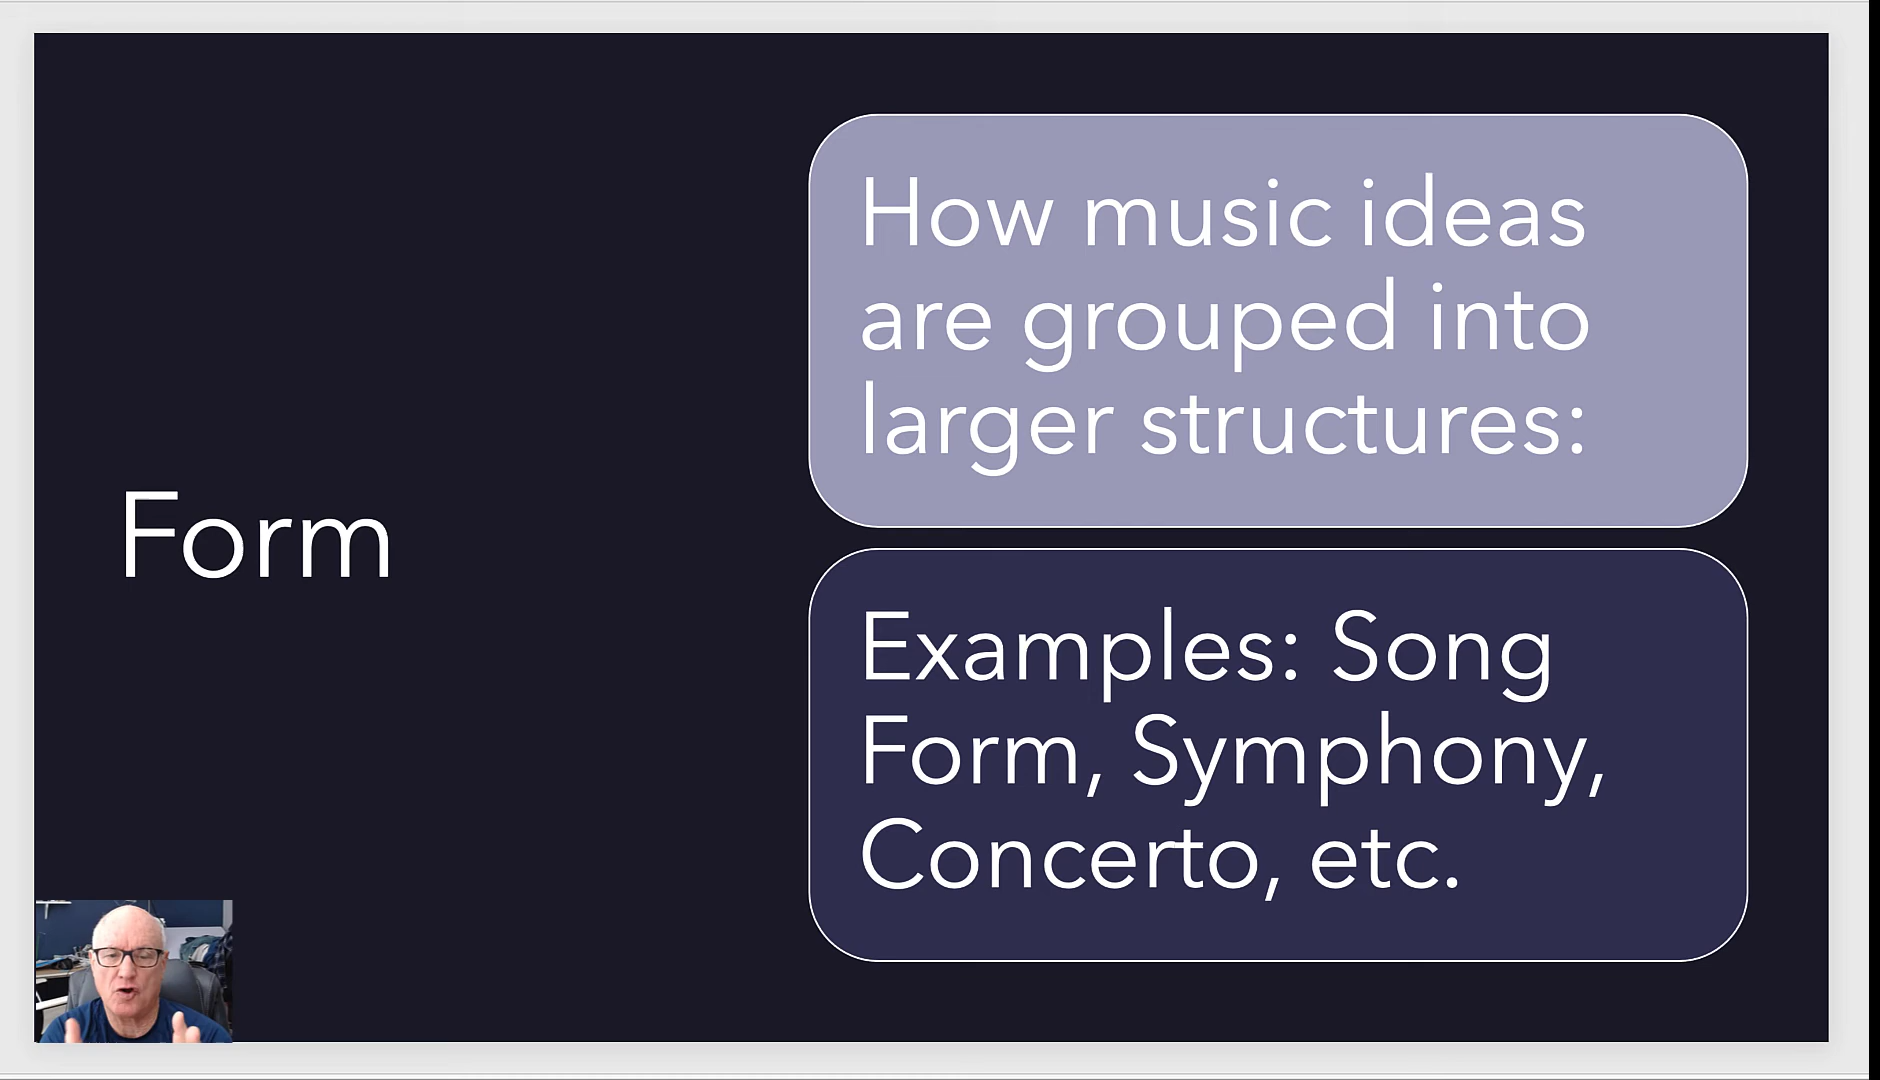 Form
How music ideas
are grouped into
larger structures:
Examples: Song
Form, Symphony,
Concerto, etc.